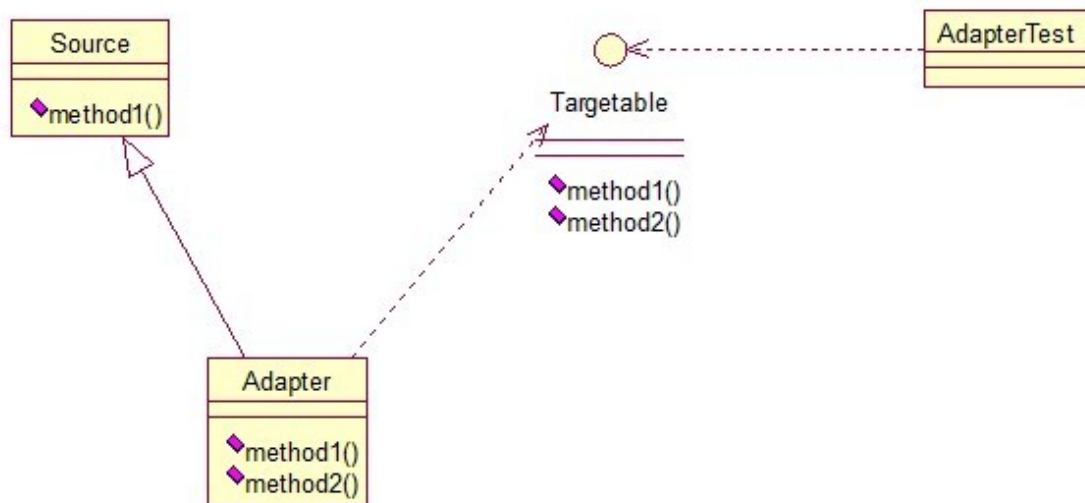 Source
method1()
Targetable
method1()
method2()
AdapterTest
Adapter
method1()
method2()